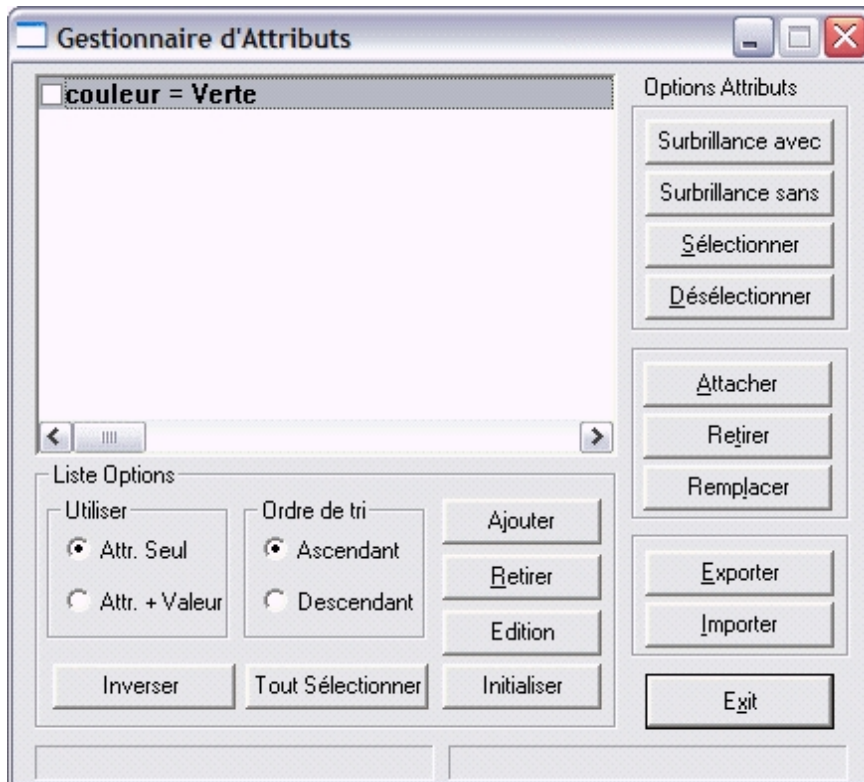 Gestionnaire d'Attributs
couleur = Verte
Options Attributs
Surbrillance avec
Surbrillance sans
Sélectionner
Désélectionner
Attacher
Retirer
Remplacer
Liste Options
Utiliser
Attr. Seul
Attr. + Valeur
Ordre de tri
Ascendant
Descendant
Ajouter
Retirer
Edition
Inverser
Tout Sélectionner
Initialiser
Exporter
Importer
Exit